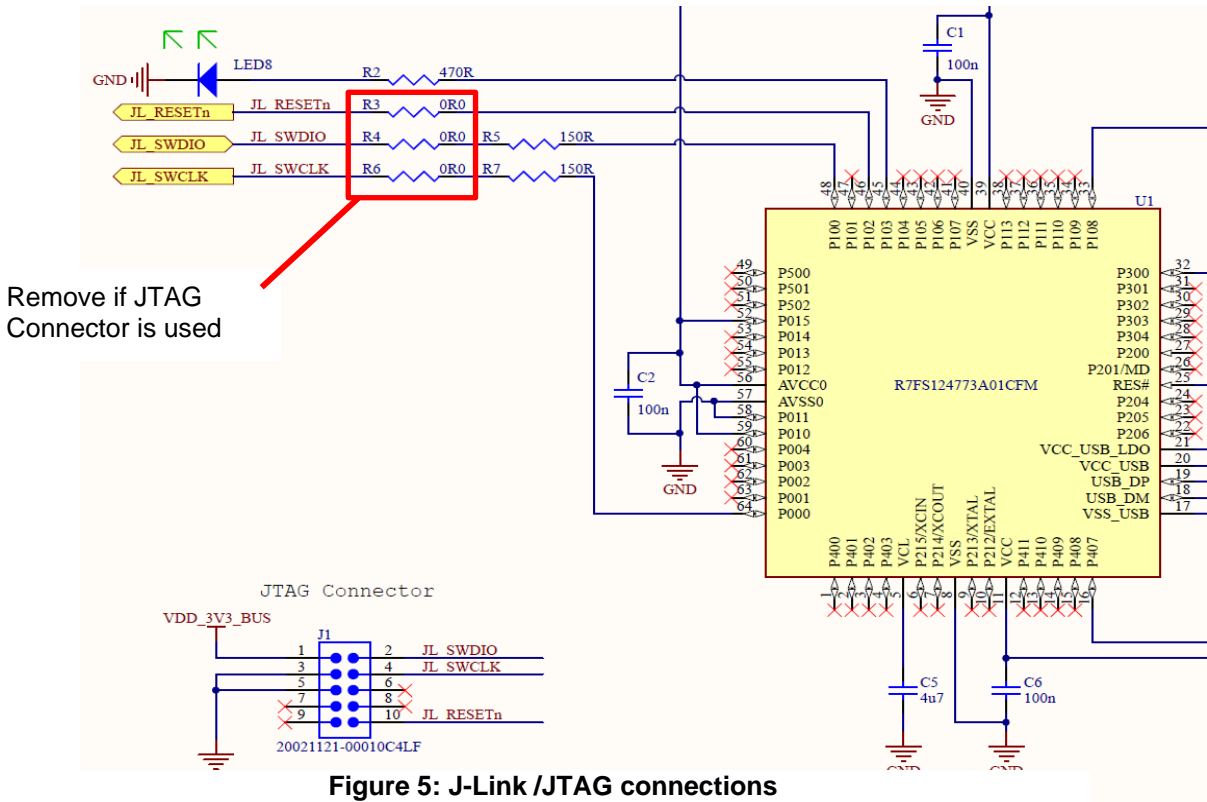 C1
100n
GND
GND
LED8
R2 470R
JL_RESETn JL_RESETn R3 0R0
JL_SWDIO JL_SWDIO R4 0R0 R5 150R
JL_SWCLK JL_SWCLK R6 0R0 R7 150R
Remove if JTAG
Connector is used
48 47 46 45 44 43 42 41 40 39 38 37 36 35 34 33
U1
P100 P101 P102 P103 P104 P105 P106 P107 VSS VCC P113 P112 P111 P110 P109 P108
49 P500 P300 32
50 P501 P301 31
51 P502 P302 30
52 P015 P303 29
53 P014 P304 28
54 P013 P200 27
55 P012 P201/MD 26
56 AVCC0 R7FS124773A01CFM RES# 25
57 AVSS0 P204 24
58 P011 P205 23
59 P010 P206 22
60 P004 VCC_USB_LDO 21
61 P003 VCC_USB 20
62 P002 USB_DP 19
63 P001 USB_DM 18
64 P000 VSS_USB 17
C2
100n
GND
P400 P401 P402 P403 VCL P215/XCIN P214/XCOUT VSS P213/XTAL P212/EXTAL VCC P411 P410 P409 P408 P407
1 2 3 4 5 6 7 8 9 10 11 12 13 14 15 16
C5
4u7
C6
100n
GND
GND
JTAG Connector
VDD_3V3_BUS
J1
1 2 JL_SWDIO
3 4 JL_SWCLK
5 6
7 8
9 10 JL_RESETn
20021121-00010C4LF
Figure 5: J-Link /JTAG connections